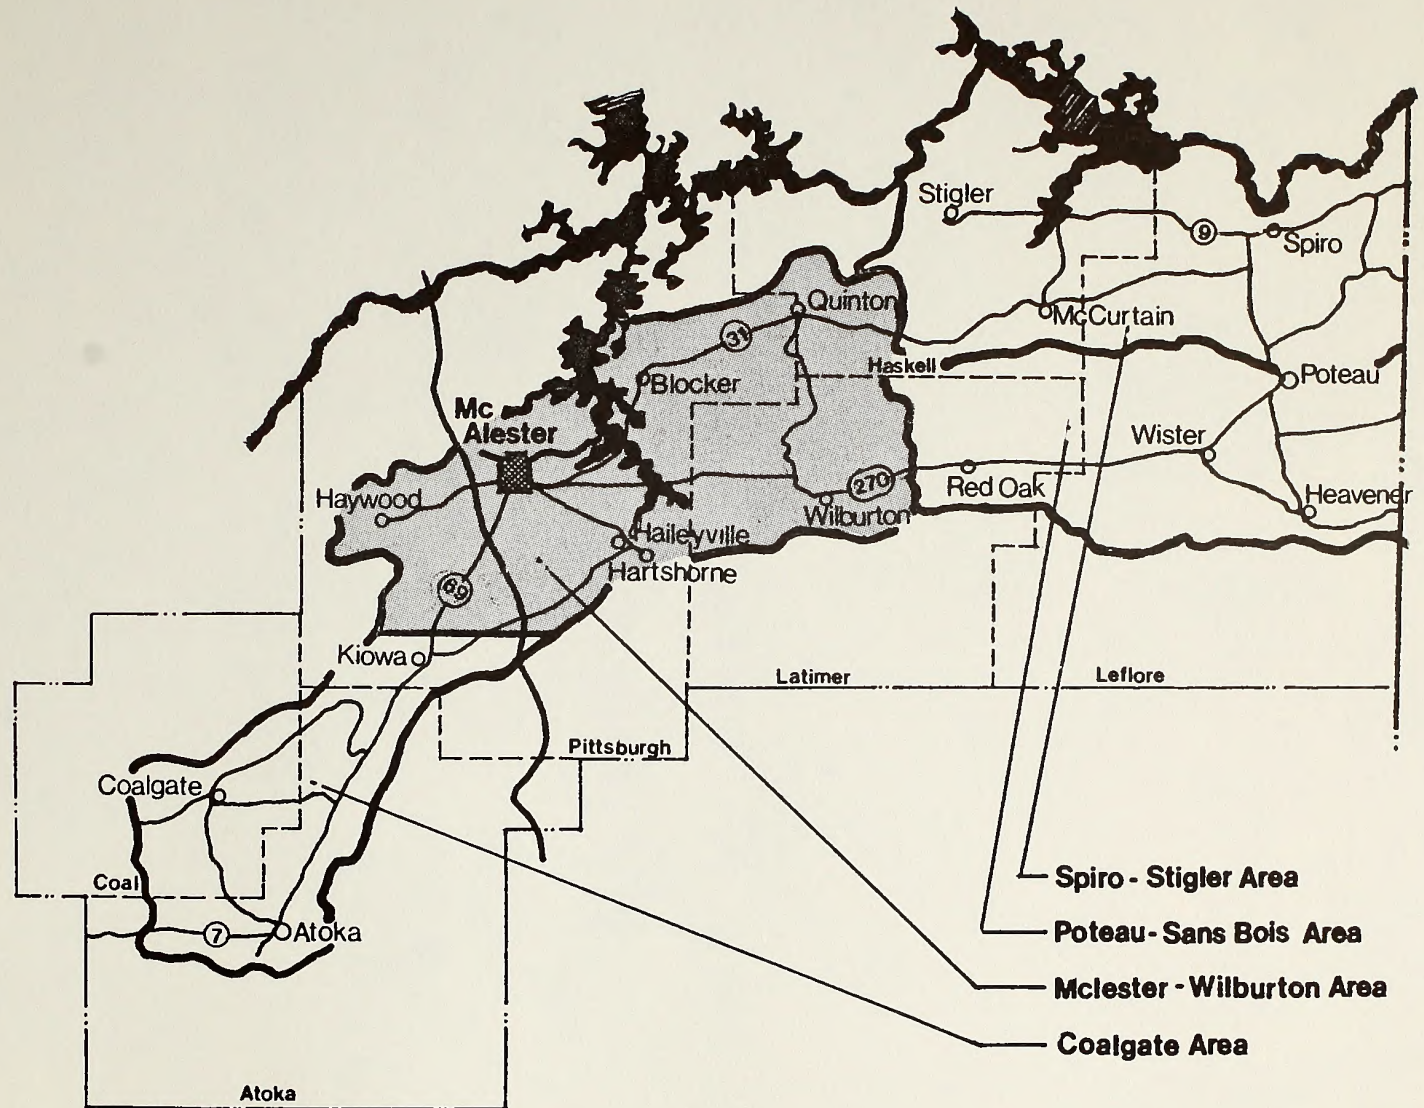 Stigler
9
Spiro
Quinton
McCurtain
31
Haskell
Blocker
Poteau
Mc
Alester
Wister
270
Red Oak
Haywood
Wilburton
Heavener
Haileyville
Hartshorne
69
Kiowa
Latimer
Leflore
Pittsburgh
Coalgate
Coal
Spiro - Stigler Area
7
Atoka
Poteau - Sans Bois Area
Mclester - Wilburton Area
Coalgate Area
Atoka